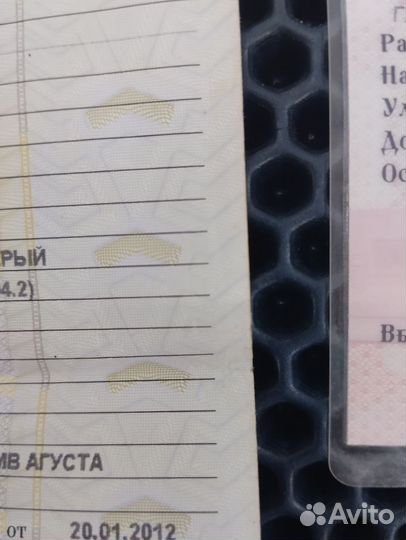 РЫЙ
4.2)
МВ АГУСТА
от 20.01.2012
Ра
На
Ул
До
Ос
Вы
Avito